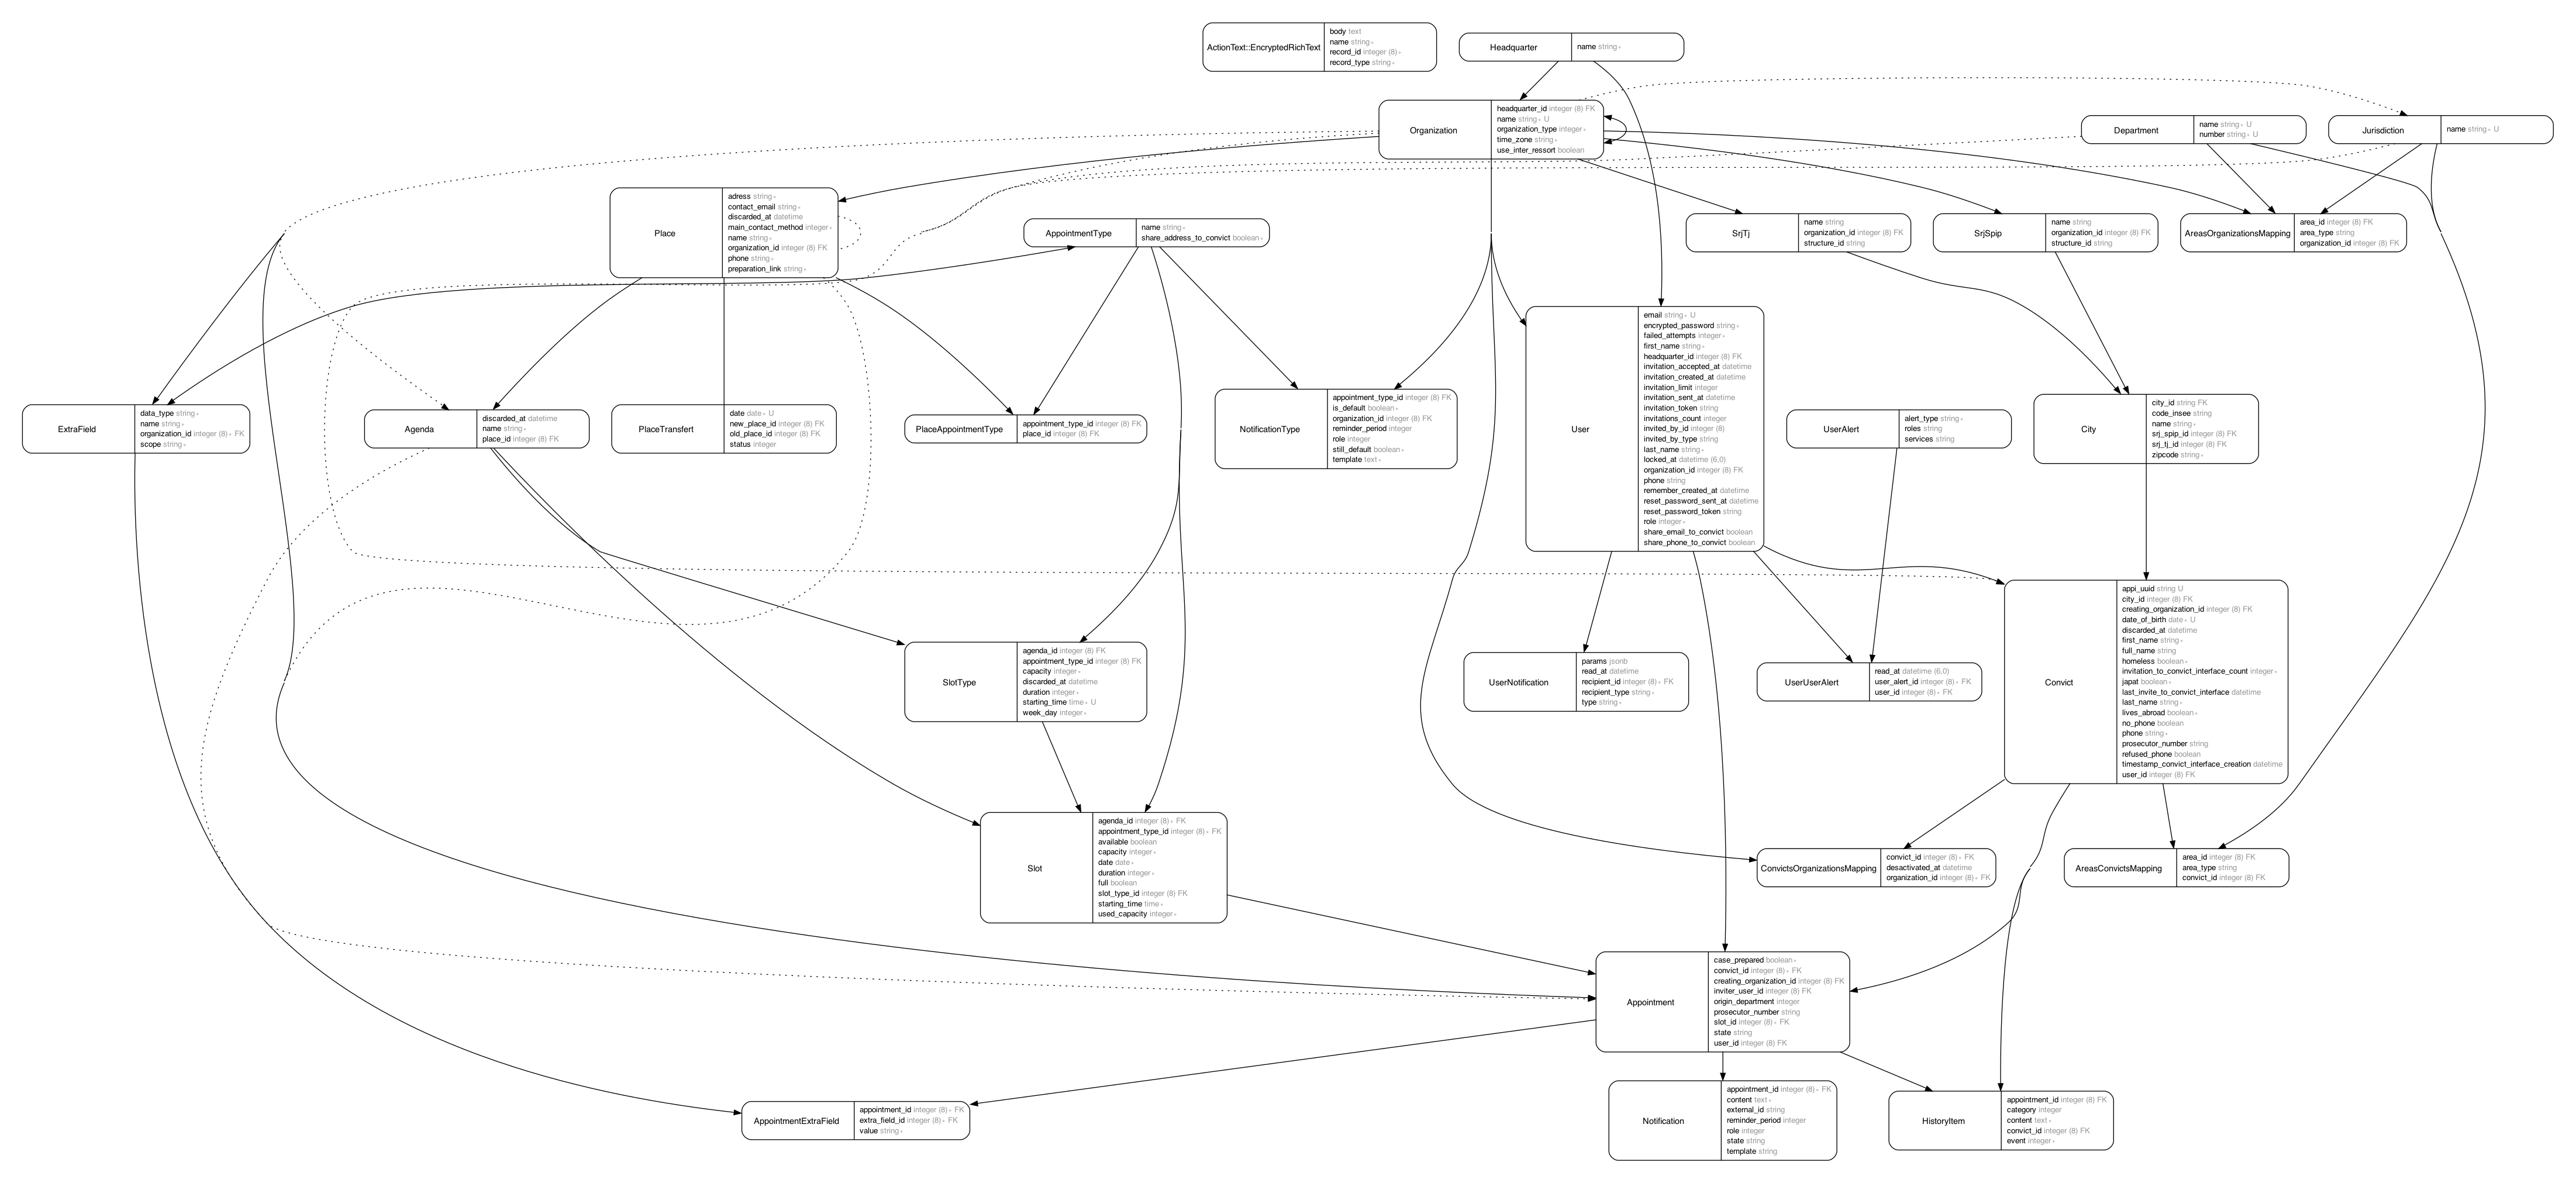 ActionText::EncryptedRichText
body text
name string ∗
record_id integer (8) ∗
record_type string ∗
Headquarter
name string ∗
Organization
headquarter_id integer (8) FK
name string ∗ U
organization_type integer ∗
time_zone string ∗
use_inter_ressort boolean
Department
name string ∗ U
number string ∗ U
Jurisdiction
name string ∗ U
Place
adress string ∗
contact_email string ∗
discarded_at datetime
main_contact_method integer ∗
name string ∗
organization_id integer (8) FK
phone string ∗
preparation_link string ∗
AppointmentType
name string ∗
share_address_to_convict boolean ∗
SrjTj
name string
organization_id integer (8) FK
structure_id string
SrjSpip
name string
organization_id integer (8) FK
structure_id string
AreasOrganizationsMapping
area_id integer (8) FK
area_type string
organization_id integer (8) FK
ExtraField
data_type string ∗
name string ∗
organization_id integer (8) ∗ FK
scope string ∗
Agenda
discarded_at datetime
name string ∗
place_id integer (8) FK
PlaceTransfert
date date ∗ U
new_place_id integer (8) FK
old_place_id integer (8) FK
status integer
PlaceAppointmentType
appointment_type_id integer (8) FK
place_id integer (8) FK
NotificationType
appointment_type_id integer (8) FK
is_default boolean ∗
organization_id integer (8) FK
reminder_period integer
role integer
still_default boolean ∗
template text ∗
User
email string ∗ U
encrypted_password string ∗
failed_attempts integer ∗
first_name string ∗
headquarter_id integer (8) FK
invitation_accepted_at datetime
invitation_created_at datetime
invitation_limit integer
invitation_sent_at datetime
invitation_token string
invitations_count integer
invited_by_id integer (8)
invited_by_type string
last_name string ∗
locked_at datetime (6,0)
organization_id integer (8) FK
phone string
remember_created_at datetime
reset_password_sent_at datetime
reset_password_token string
role integer ∗
share_email_to_convict boolean
share_phone_to_convict boolean
UserAlert
alert_type string ∗
roles string
services string
City
city_id string FK
code_insee string
name string ∗
srj_spip_id integer (8) FK
srj_tj_id integer (8) FK
zipcode string ∗
SlotType
agenda_id integer (8) FK
appointment_type_id integer (8) FK
capacity integer ∗
discarded_at datetime
duration integer ∗
starting_time time ∗ U
week_day integer ∗
UserNotification
params jsonb
read_at datetime
recipient_id integer (8) ∗ FK
recipient_type string ∗
type string ∗
UserUserAlert
read_at datetime (6,0)
user_alert_id integer (8) ∗ FK
user_id integer (8) ∗ FK
Convict
appi_uuid string U
city_id integer (8) FK
creating_organization_id integer (8) FK
date_of_birth date ∗ U
discarded_at datetime
first_name string ∗
full_name string
homeless boolean ∗
invitation_to_convict_interface_count integer ∗
japat boolean ∗
last_invite_to_convict_interface datetime
last_name string ∗
lives_abroad boolean ∗
no_phone boolean
phone string ∗
prosecutor_number string
refused_phone boolean
timestamp_convict_interface_creation datetime
user_id integer (8) FK
Slot
agenda_id integer (8) ∗ FK
appointment_type_id integer (8) ∗ FK
available boolean
capacity integer ∗
date date ∗
duration integer ∗
full boolean
slot_type_id integer (8) FK
starting_time time ∗
used_capacity integer ∗
ConvictsOrganizationsMapping
convict_id integer (8) ∗ FK
desactivated_at datetime
organization_id integer (8) ∗ FK
AreasConvictsMapping
area_id integer (8) FK
area_type string
convict_id integer (8) FK
Appointment
case_prepared boolean ∗
convict_id integer (8) ∗ FK
creating_organization_id integer (8) FK
inviter_user_id integer (8) FK
origin_department integer
prosecutor_number string
slot_id integer (8) ∗ FK
state string
user_id integer (8) FK
AppointmentExtraField
appointment_id integer (8) ∗ FK
extra_field_id integer (8) ∗ FK
value string ∗
Notification
appointment_id integer (8) ∗ FK
content text ∗
external_id string
reminder_period integer
role integer
state string
template string
HistoryItem
appointment_id integer (8) FK
category integer
content text ∗
convict_id integer (8) FK
event integer ∗